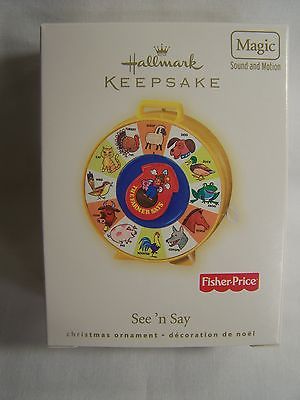 Hallmark
KEEPSAKE
Magic
Sound and Motion
THE FARMER SAYS
Fisher-Price
See 'n Say
christmas ornament • décoration de noël